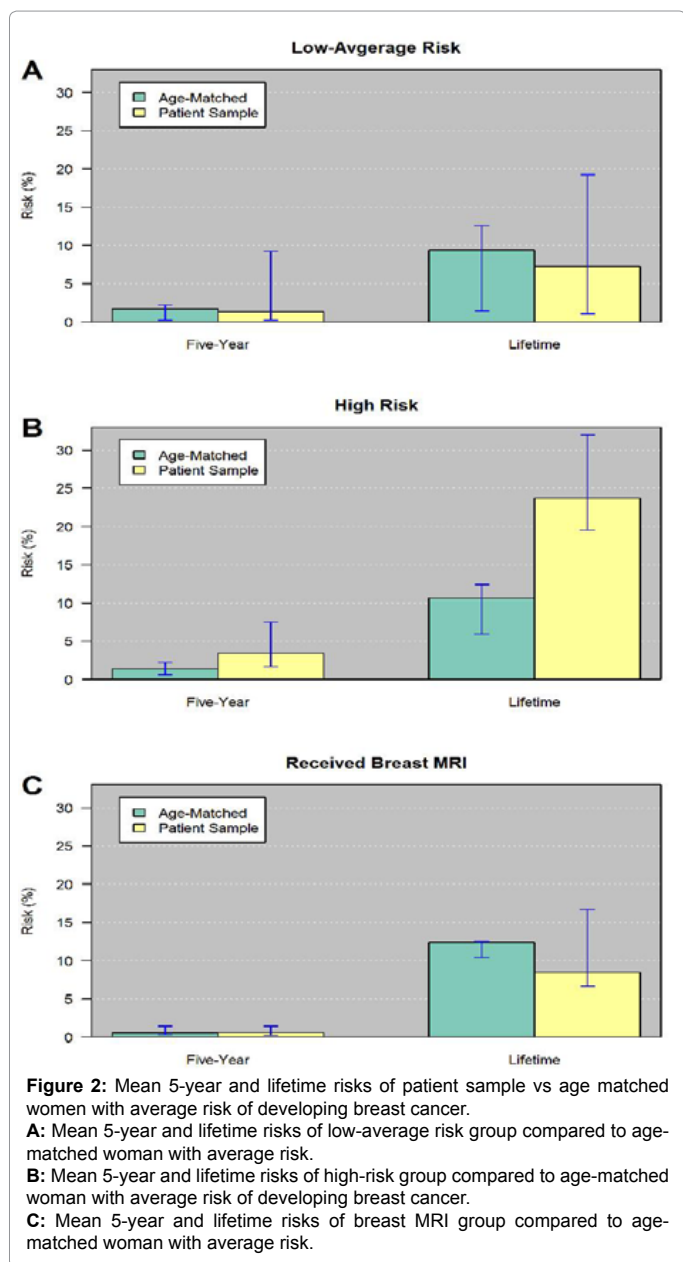 Low-Avgerage Risk
A
Age-Matched
Patient Sample
30
25
20
15
10
5
0
Risk (%)
Five-Year
Lifetime
High Risk
B
Age-Matched
Patient Sample
30
25
20
15
10
5
0
Risk (%)
Five-Year
Lifetime
Received Breast MRI
C
Age-Matched
Patient Sample
30
25
20
15
10
5
0
Risk (%)
Five-Year
Lifetime
Figure 2: Mean 5-year and lifetime risks of patient sample vs age matched
women with average risk of developing breast cancer.
A: Mean 5-year and lifetime risks of low-average risk group compared to age-
matched woman with average risk.
B: Mean 5-year and lifetime risks of high-risk group compared to age-matched
woman with average risk of developing breast cancer.
C: Mean 5-year and lifetime risks of breast MRI group compared to age-
matched woman with average risk.